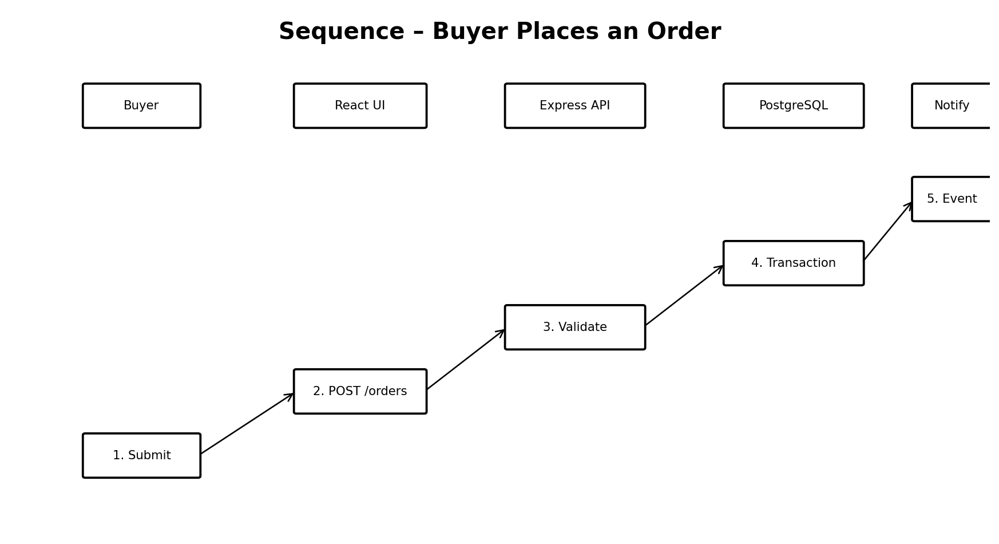 Sequence – Buyer Places an Order
Buyer
React UI
Express API
PostgreSQL
Notify
5. Event
4. Transaction
3. Validate
2. POST /orders
1. Submit